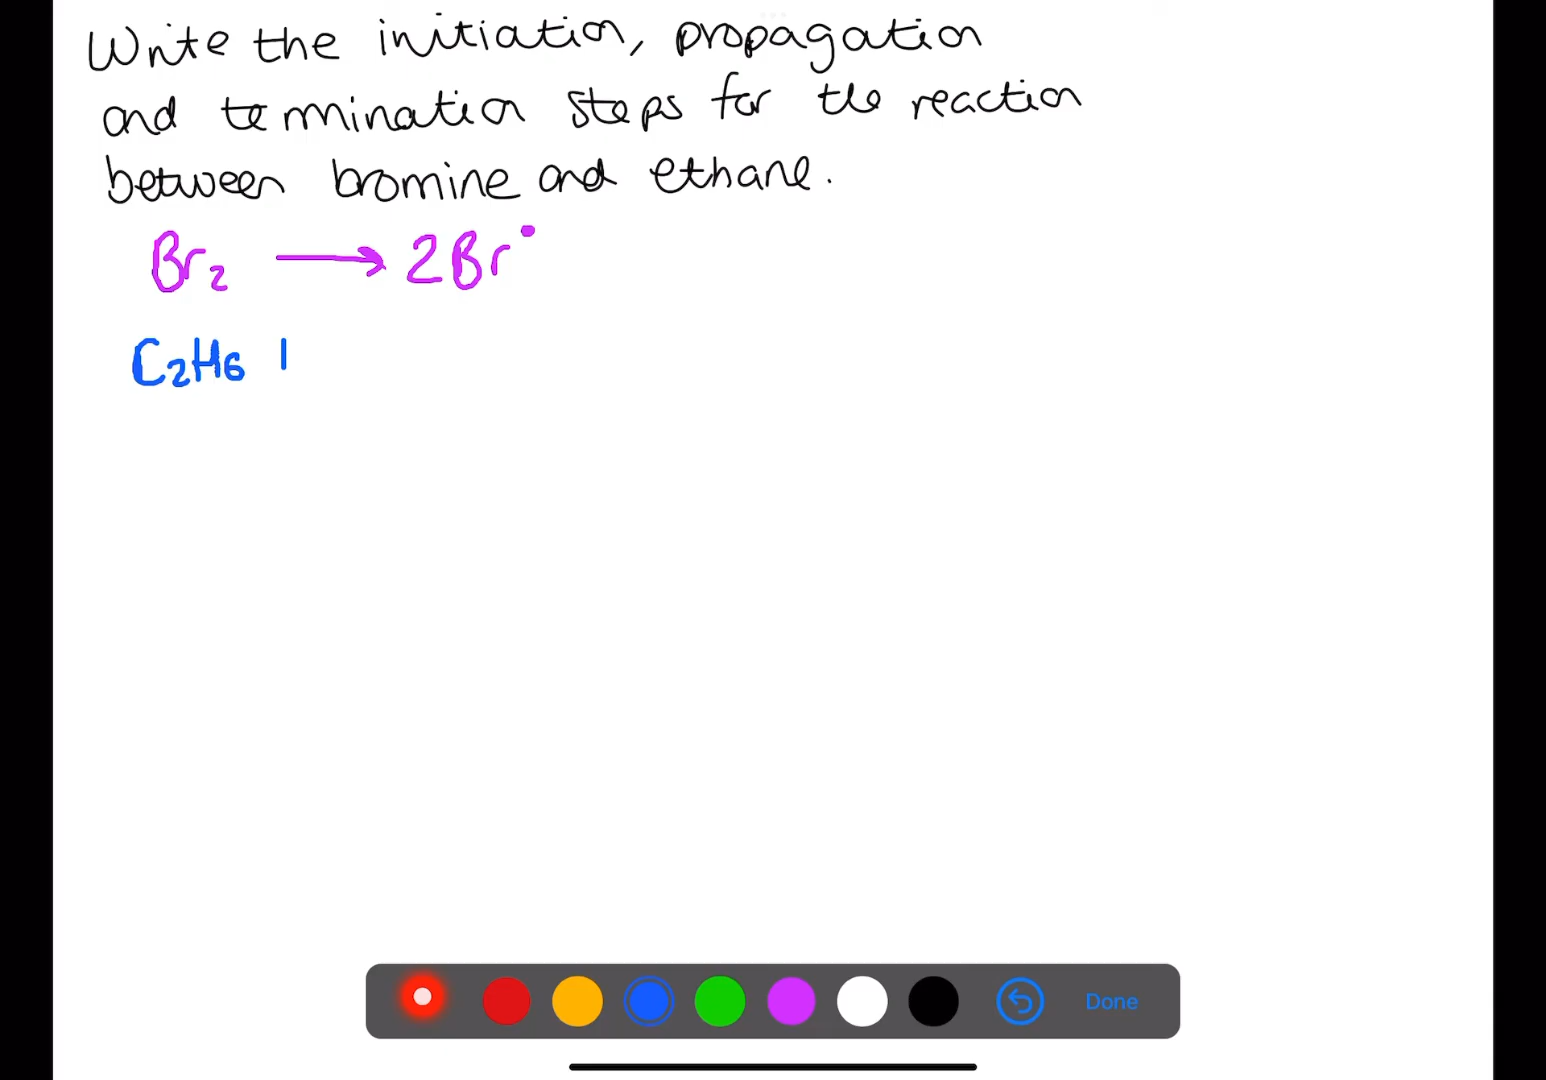 Write the initiation, propagation
and termination steps for the reaction
between bromine and ethane.
Br₂ ⟶ 2Br•
C₂H₆ |
Done